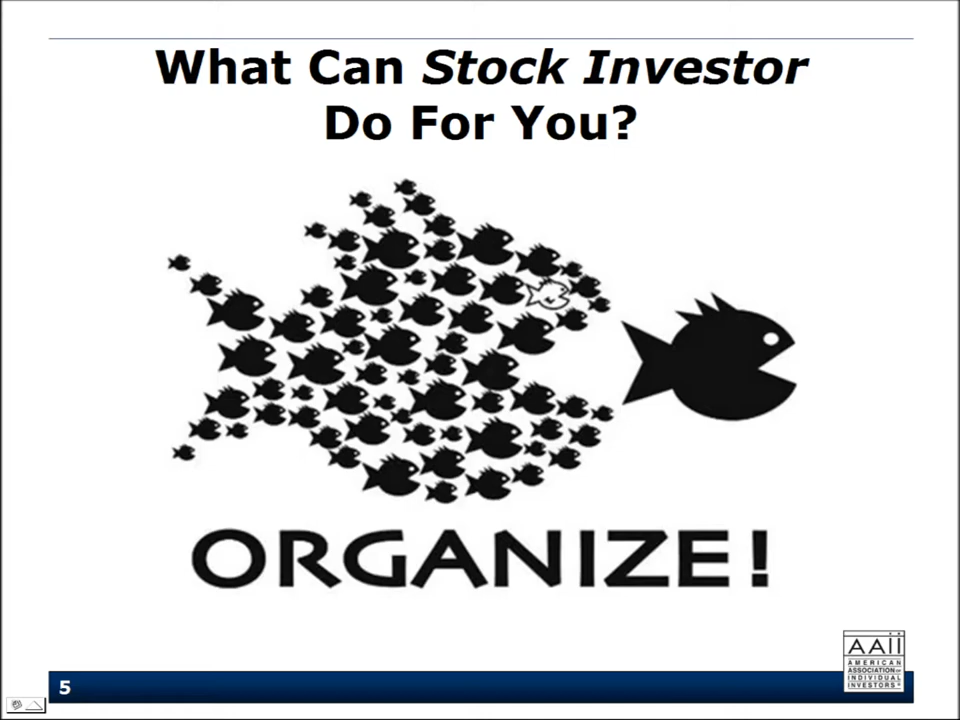 What Can Stock Investor
Do For You?
ORGANIZE!
5
AAII
AMERICAN
ASSOCIATION OF
INDIVIDUAL
INVESTORS®